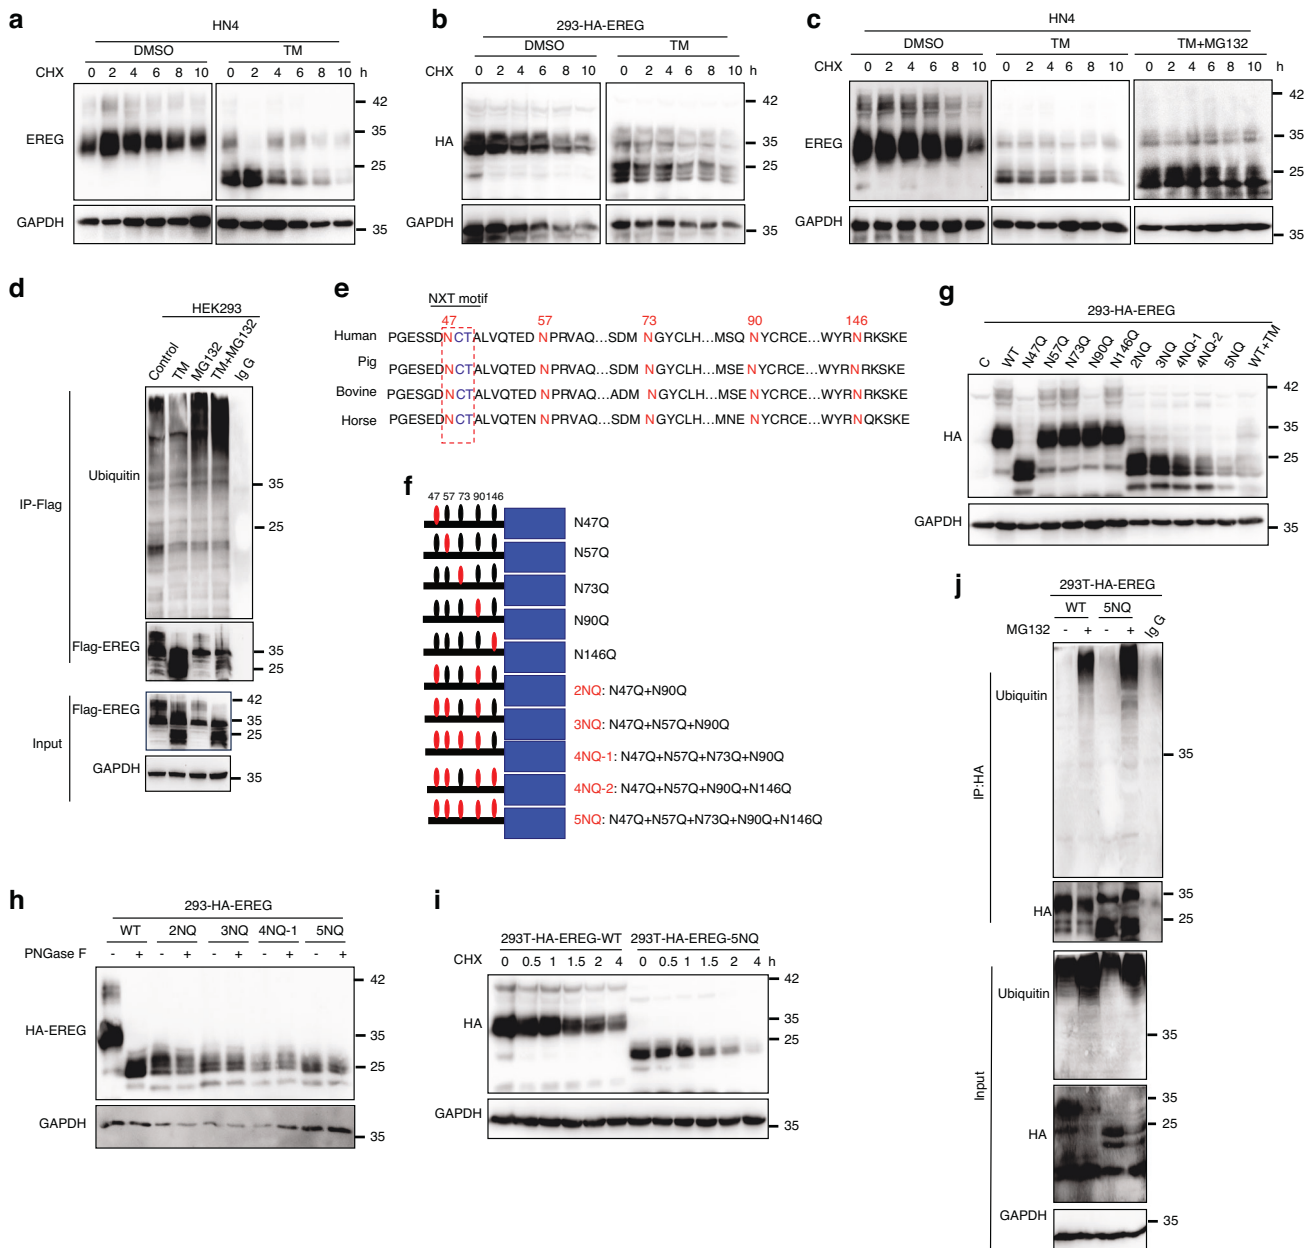 a
HN4
DMSO TM
CHX 0 2 4 6 8 10 0 2 4 6 8 10 h
42
EREG
35
25
GAPDH
35
b
293-HA-EREG
DMSO TM
CHX 0 2 4 6 8 10 0 2 4 6 8 10 h
42
HA
35
25
GAPDH
35
c
HN4
DMSO TM TM+MG132
CHX 0 2 4 6 8 10 0 2 4 6 8 10 0 2 4 6 8 10 h
42
EREG
35
25
GAPDH
35
d
HEK293
Control TM MG132 TM+MG132 Ig G
IP-Flag
Ubiquitin
35
25
Flag-EREG
35
25
Input
Flag-EREG
42
35
25
GAPDH
35
e
NXT motif
47 57 73 90 146
Human PGESSDNCTALVQTED NPRVAQ...SDM NGYCLH...MSQ NYCRCE...WYRNRKSKE
Pig PGESEDNCTALVQTED NPRVAQ...SDM NGYCLH...MSE NYCRCE...WYRNRKSKE
Bovine PGESGDNCTALVQTED NPRVAQ...ADM NGYCLH...MSE NYCRCE...WYRNRKSKE
Horse PGESEDNCTALVQTEN NPRVAQ...SDM NGYCLH...MNE NYCRCE...WYRNQKSKE
f
47 57 73 90 146
N47Q
N57Q
N73Q
N90Q
N146Q
2NQ: N47Q+N90Q
3NQ: N47Q+N57Q+N90Q
4NQ-1: N47Q+N57Q+N73Q+N90Q
4NQ-2: N47Q+N57Q+N90Q+N146Q
5NQ: N47Q+N57Q+N73Q+N90Q+N146Q
g
293-HA-EREG
C WT N47Q N57Q N73Q N90Q N146Q 2NQ 3NQ 4NQ-1 4NQ-2 5NQ WT+TM
42
HA
35
25
GAPDH
35
h
293-HA-EREG
WT 2NQ 3NQ 4NQ-1 5NQ
PNGase F - + - + - + - + - +
42
HA-EREG
35
25
GAPDH
35
i
293T-HA-EREG-WT 293T-HA-EREG-5NQ
CHX 0 0.5 1 1.5 2 4 0 0.5 1 1.5 2 4 h
42
HA
35
25
GAPDH
35
j
293T-HA-EREG
WT 5NQ
MG132 - + - + Ig G
IP:HA
Ubiquitin
35
HA
35
25
Input
Ubiquitin
35
HA
35
25
GAPDH
35